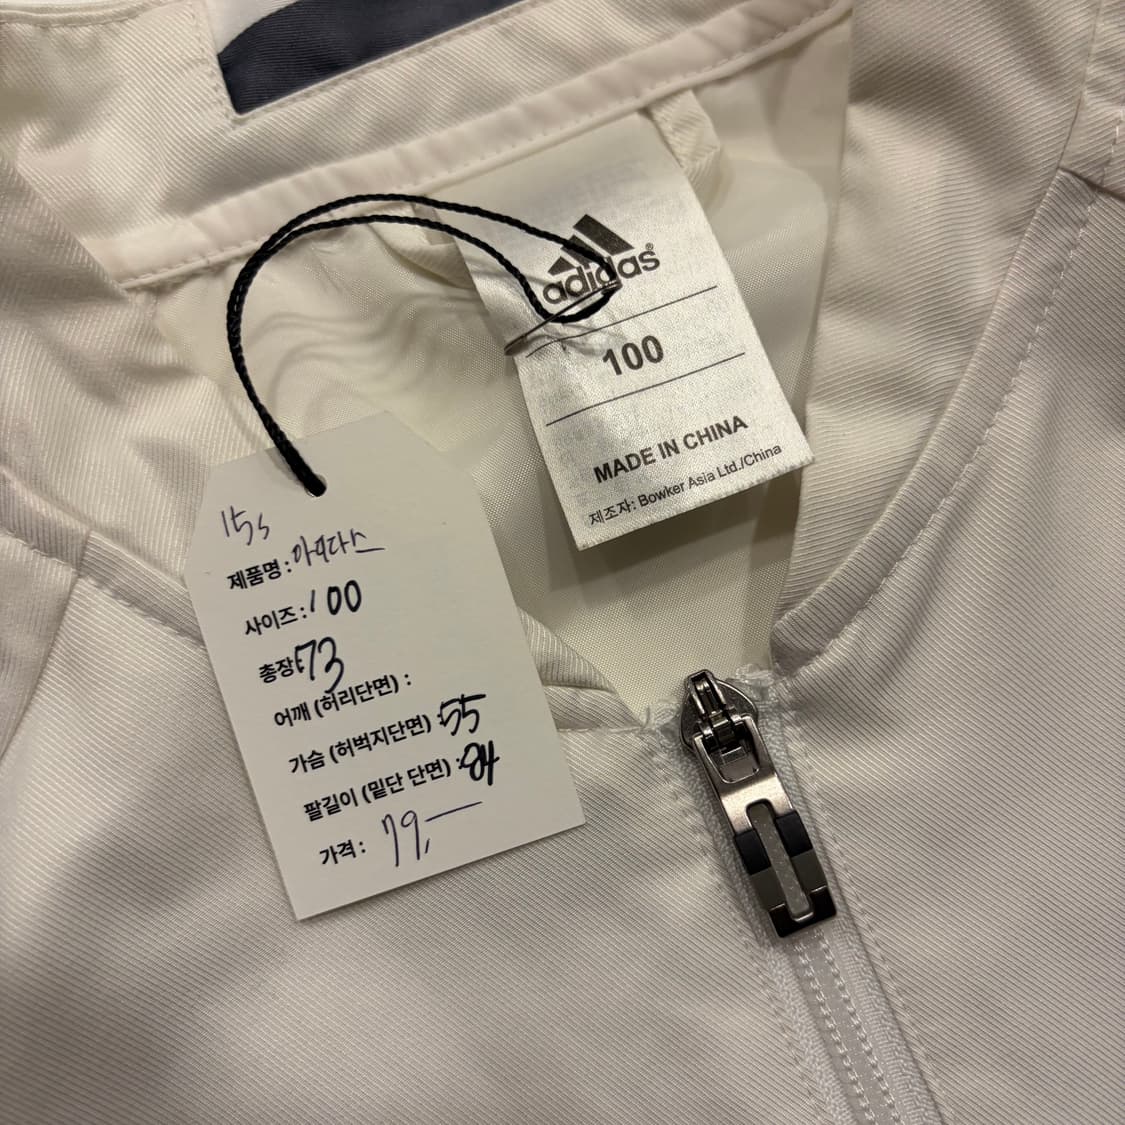 adidas®
100
MADE IN CHINA
제조자: Bowker Asia Ltd./China
15s
제품명: 아디다스
사이즈: 100
총장: 73
어깨 (허리단면) :
가슴 (허벅지단면) : 55
팔길이 (밑단 단면) : 84
가격: 79,—